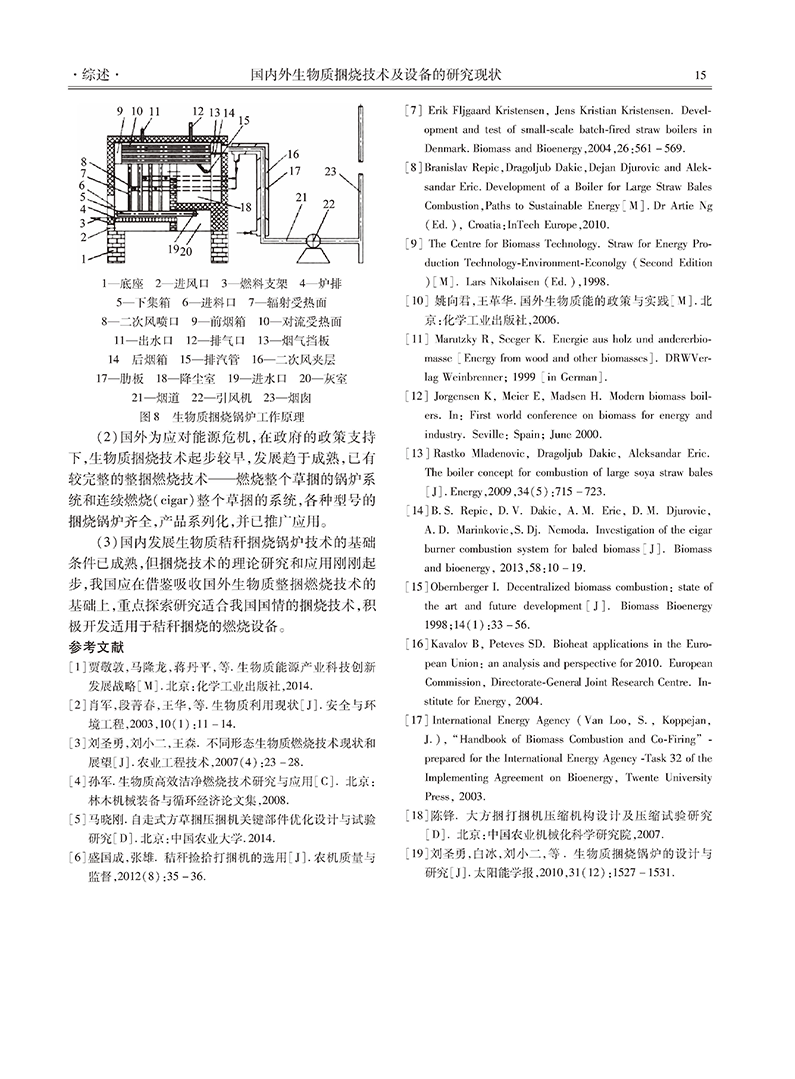 ·综述·
国内外生物质捆烧技术及设备的研究现状
15
9 10 11 12 13 14
15
16
17
23
8
7
6
5
4
3
2
1
18
19 20
21
22
1—底座 2—进风口 3—燃料支架 4—炉排
5—下集箱 6—进料口 7—辐射受热面
8—二次风喷口 9—前烟箱 10—对流受热面
11—出水口 12—排气口 13—烟气挡板
14 后烟箱 15—排污管 16—二次风夹层
17—肋板 18—降尘室 19—进水口 20—灰室
21—烟道 22—引风机 23—烟囱
图 8 生物质捆烧锅炉工作原理
(2)国外为应对能源危机,在政府的政策支持
下,生物质捆烧技术起步较早,发展趋于成熟,已有
较完整的整捆燃烧技术——燃烧整个草捆的锅炉系
统和连续燃烧(cigar)整个草捆的系统,各种型号的
捆烧锅炉齐全,产品系列化,并已推广应用。
(3)国内发展生物质秸秆捆烧锅炉技术的基础
条件已成熟,但捆烧技术的理论研究和应用刚刚起
步,我国应在借鉴吸收国外生物质整捆燃烧技术的
基础上,重点探索研究适合我国国情的捆烧技术,积
极开发适用于秸秆捆烧的燃烧设备。
参考文献
[1]贾敬敦,马隆龙,蒋丹平,等.生物质能源产业科技创新
发展战略[M].北京:化学工业出版社,2014.
[2]肖军,段菁春,王华,等.生物质利用现状[J].安全与环
境工程,2003,10(1):11-14.
[3]刘圣勇,刘小二,王森. 不同形态生物质燃烧技术现状和
展望[J].农业工程技术,2007(4):23-28.
[4]孙军.生物质高效洁净燃烧技术研究与应用[C]. 北京:
林木机械装备与循环经济论文集,2008.
[5]马晓刚.自走式方草捆压捆机关键部件优化设计与试验
研究[D].北京:中国农业大学.2014.
[6]盛国成,张雄. 秸秆捡拾打捆机的选用[J].农机质量与
监督,2012(8):35-36.
[7] Erik Fljgaard Kristensen, Jens Kristian Kristensen. Devel-
opment and test of small-scale batch-fired straw boilers in
Denmark. Biomass and Bioenergy,2004,26:561-569.
[8]Branislav Repic,Dragoljub Dakic,Dejan Djurovic and Alek-
sandar Eric. Development of a Boiler for Large Straw Bales
Combustion,Paths to Sustainable Energy[M]. Dr Artie Ng
(Ed.), Croatia:InTech Europe,2010.
[9] The Centre for Biomass Technology. Straw for Energy Pro-
duction Technology-Environment-Econolgy (Second Edition
)[M]. Lars Nikolaisen (Ed.),1998.
[10] 姚向君,王革华.国外生物质能的政策与实践[M].北
京:化学工业出版社,2006.
[11] Marutzky R, Seeger K. Energie aus holz und andererbio-
masse [Energy from wood and other biomasses]. DRWVer-
lag Weinbrenner; 1999 [in German].
[12] Jorgensen K, Meier E, Madsen H. Modern biomass boil-
ers. In: First world conference on biomass for energy and
industry. Seville: Spain; June 2000.
[13] Rastko Mladenovic, Dragoljub Dakic, Aleksandar Eric.
The boiler concept for combustion of large soya straw bales
[J]. Energy,2009,34(5):715-723.
[14]B. S. Repic, D. V. Dakic, A. M. Eric, D. M. Djurovic,
A. D. Marinkovic,S. Dj. Nemoda. Investigation of the cigar
burner combustion system for baled biomass[J]. Biomass
and bioenergy, 2013,58:10-19.
[15]Obernberger I. Decentralized biomass combustion: state of
the art and future development[J]. Biomass Bioenergy
1998;14(1):33-56.
[16]Kavalov B, Peteves SD. Bioheat applications in the Euro-
pean Union: an analysis and perspective for 2010. European
Commission, Directorate-General Joint Research Centre. In-
stitute for Energy, 2004.
[17] International Energy Agency (Van Loo, S., Koppejan,
J.), “Handbook of Biomass Combustion and Co-Firing”-
prepared for the International Energy Agency -Task 32 of the
Implementing Agreement on Bioenergy, Twente University
Press, 2003.
[18]陈锋. 大方捆打捆机压缩机构设计及压缩试验研究
[D]. 北京:中国农业机械化科学研究院,2007.
[19]刘圣勇,白冰,刘小二,等. 生物质捆烧锅炉的设计与
研究[J].太阳能学报,2010,31(12):1527-1531.